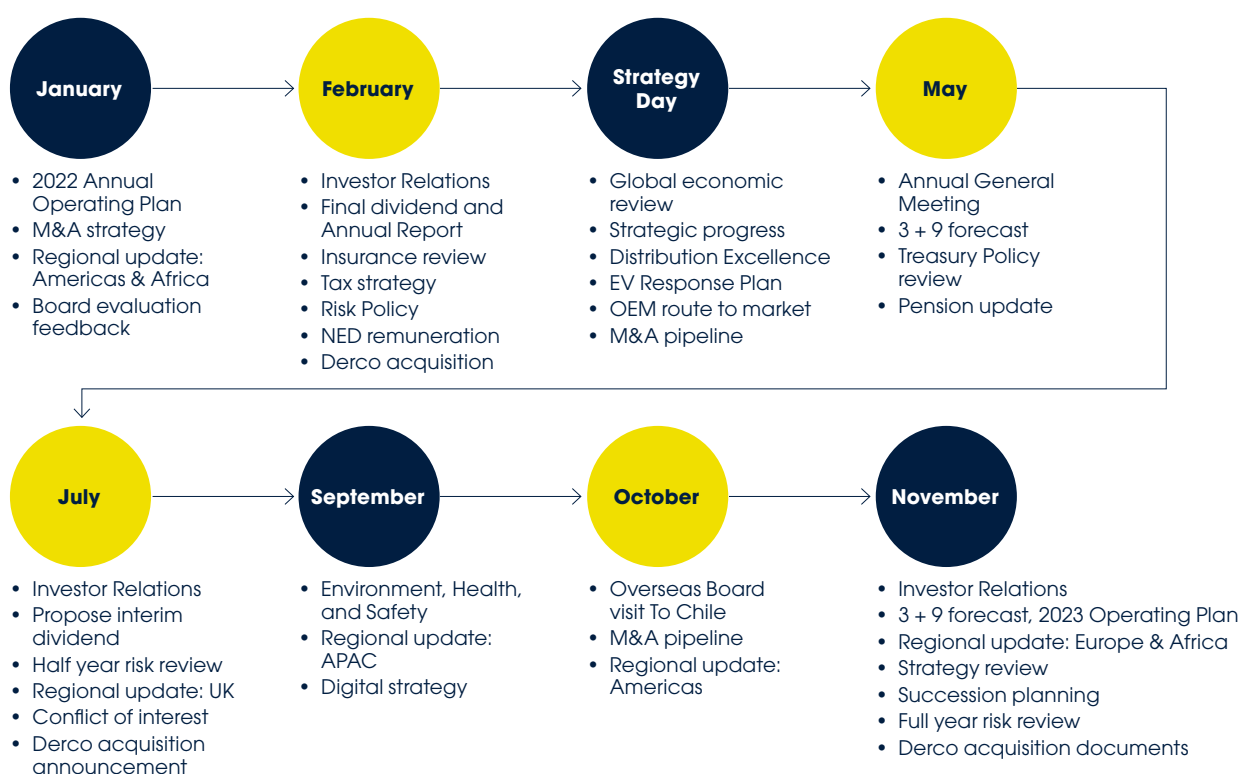 January
• 2022 Annual
Operating Plan
• M&A strategy
• Regional update:
Americas & Africa
• Board evaluation
feedback
February
• Investor Relations
• Final dividend and
Annual Report
• Insurance review
• Tax strategy
• Risk Policy
• NED remuneration
• Derco acquisition
Strategy
Day
• Global economic
review
• Strategic progress
• Distribution Excellence
• EV Response Plan
• OEM route to market
• M&A pipeline
May
• Annual General
Meeting
• 3 + 9 forecast
• Treasury Policy
review
• Pension update
July
• Investor Relations
• Propose interim
dividend
• Half year risk review
• Regional update: UK
• Conflict of interest
• Derco acquisition
announcement
September
• Environment, Health,
and Safety
• Regional update:
APAC
• Digital strategy
October
• Overseas Board
visit To Chile
• M&A pipeline
• Regional update:
Americas
November
• Investor Relations
• 3 + 9 forecast, 2023 Operating Plan
• Regional update: Europe & Africa
• Strategy review
• Succession planning
• Full year risk review
• Derco acquisition documents